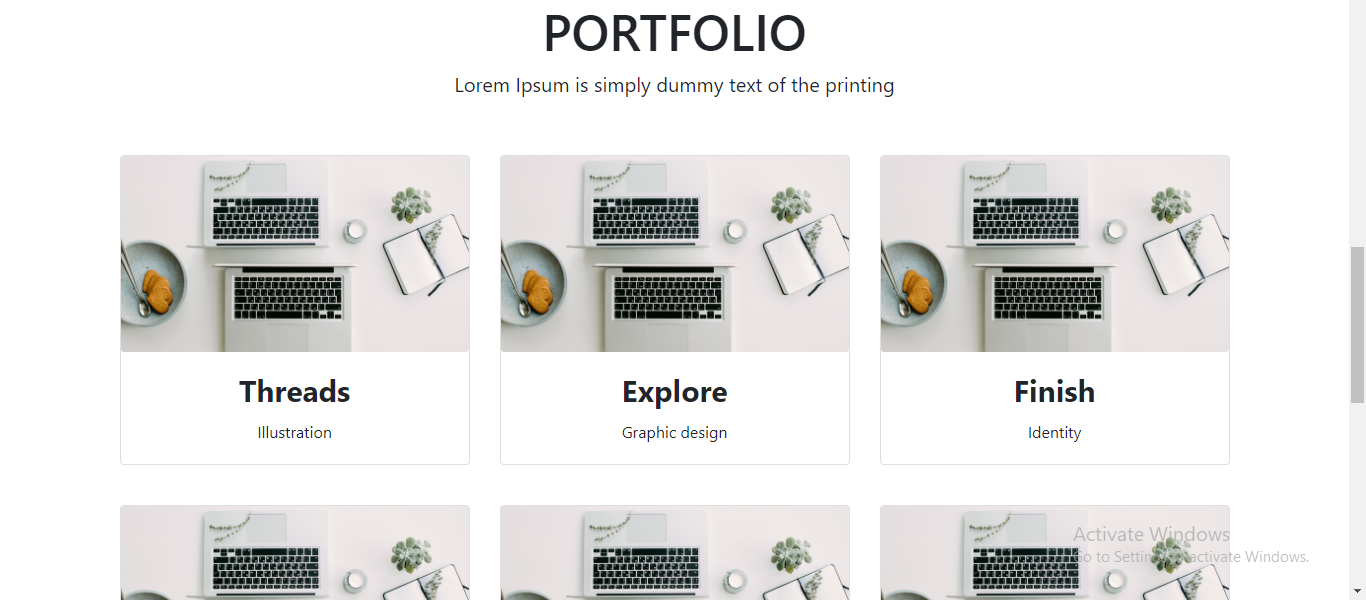 PORTFOLIO
Lorem Ipsum is simply dummy text of the printing
Threads
Illustration
Explore
Graphic design
Finish
Identity
Activate Windows
Go to Settings to activate Windows.